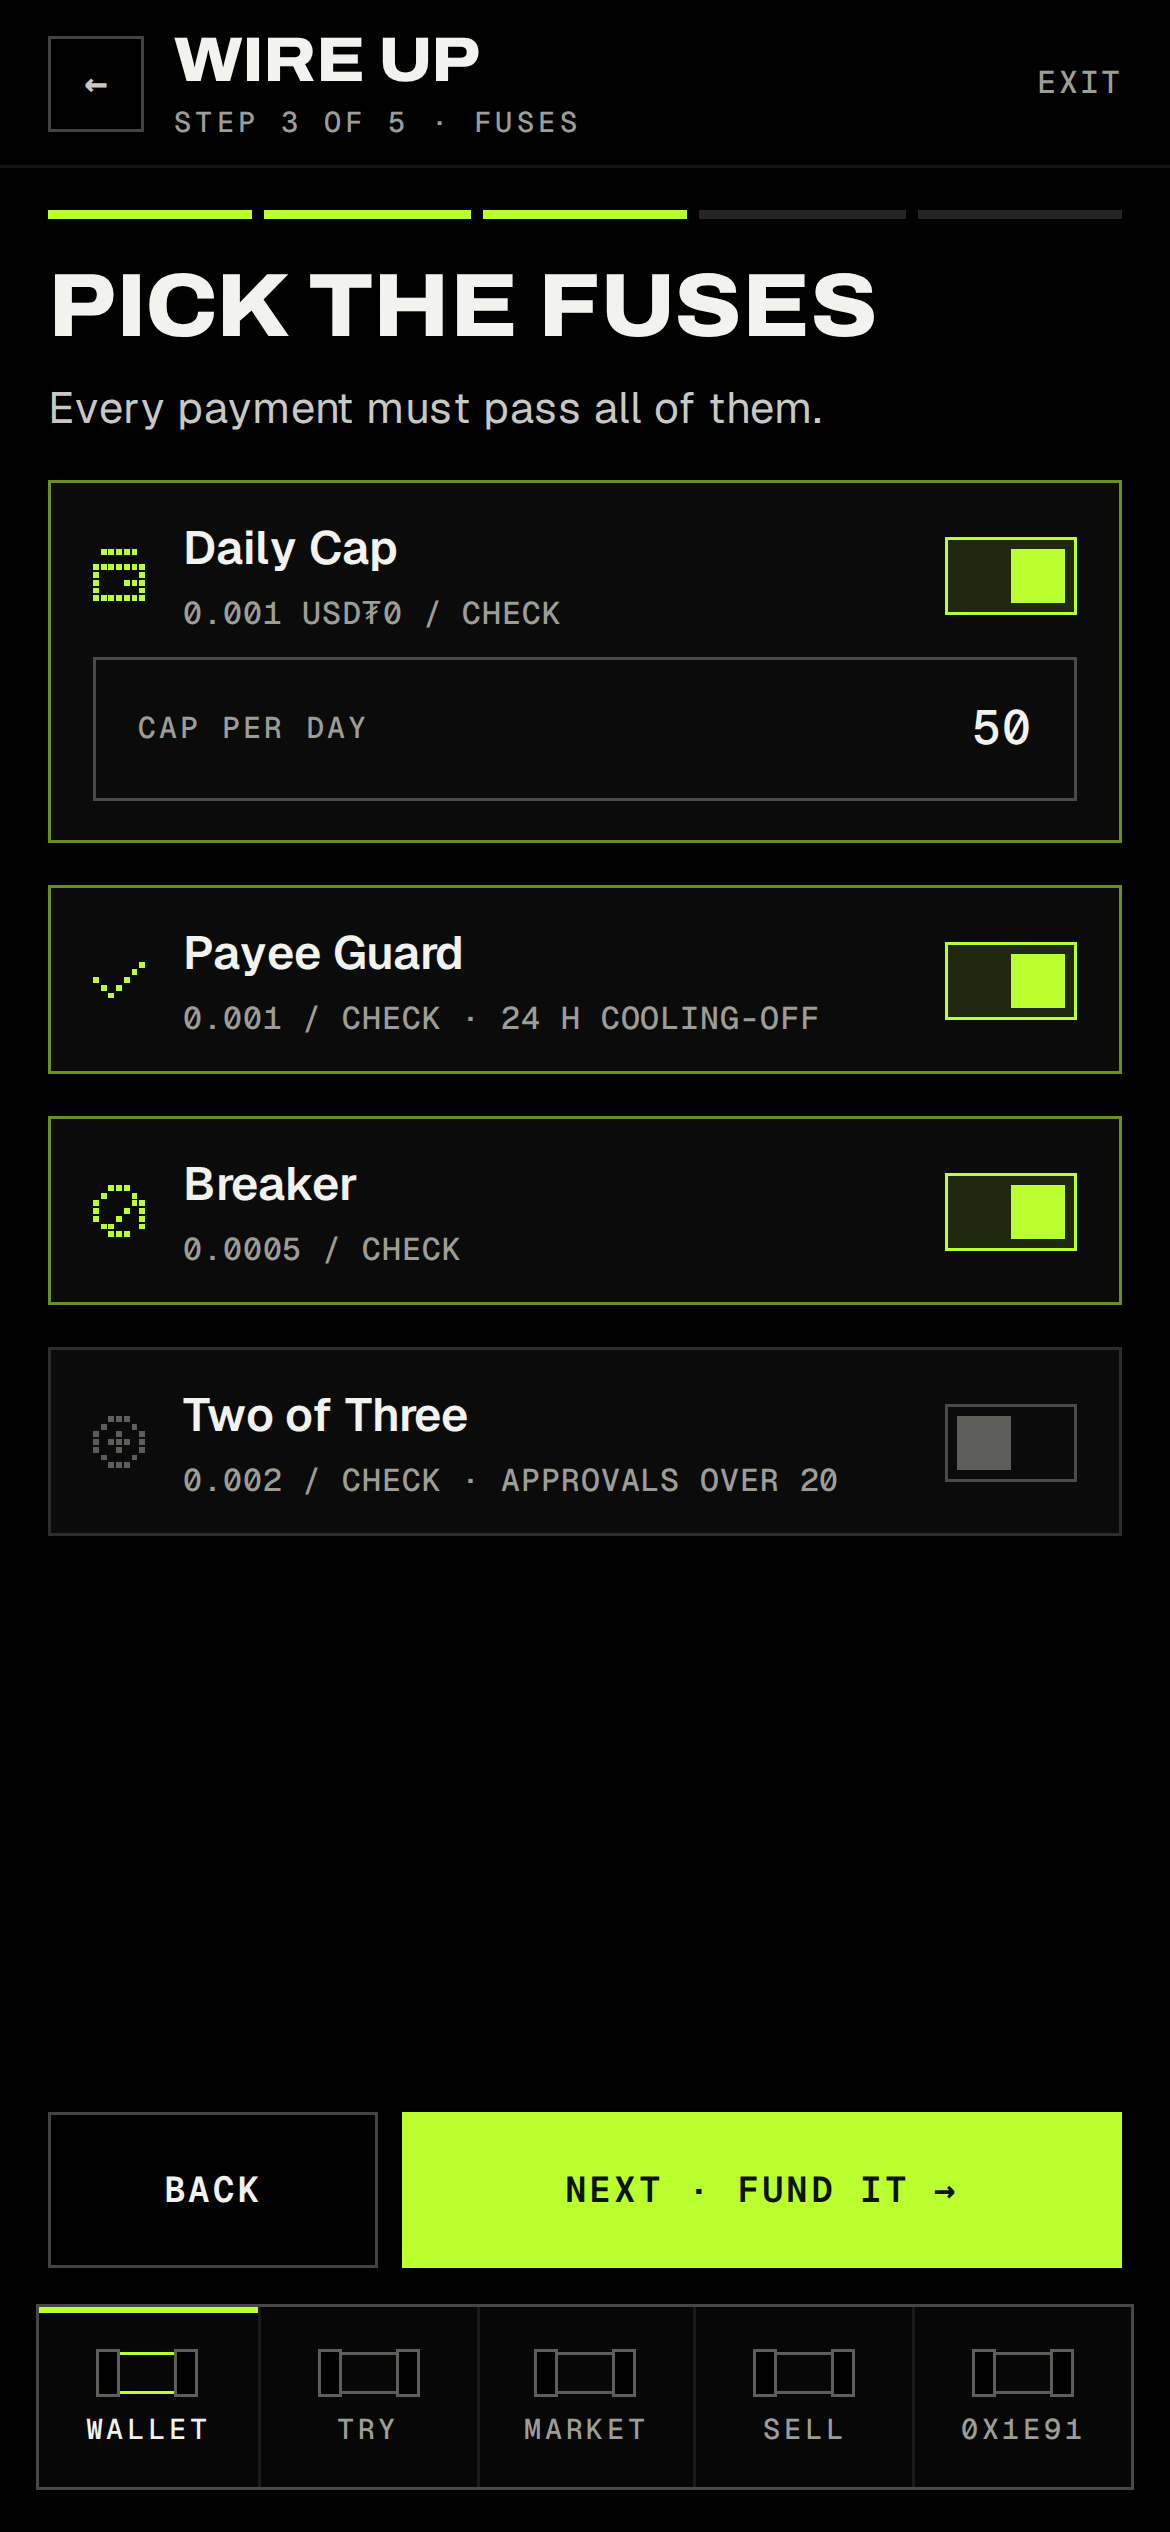 ←
WIRE UP
STEP 3 OF 5 · FUSES
EXIT
PICK THE FUSES
Every payment must pass all of them.
Daily Cap
0.001 USD₮0 / CHECK
CAP PER DAY
50
Payee Guard
0.001 / CHECK · 24 H COOLING-OFF
Breaker
0.0005 / CHECK
Two of Three
0.002 / CHECK · APPROVALS OVER 20
BACK
NEXT · FUND IT →
WALLET
TRY
MARKET
SELL
0X1E91